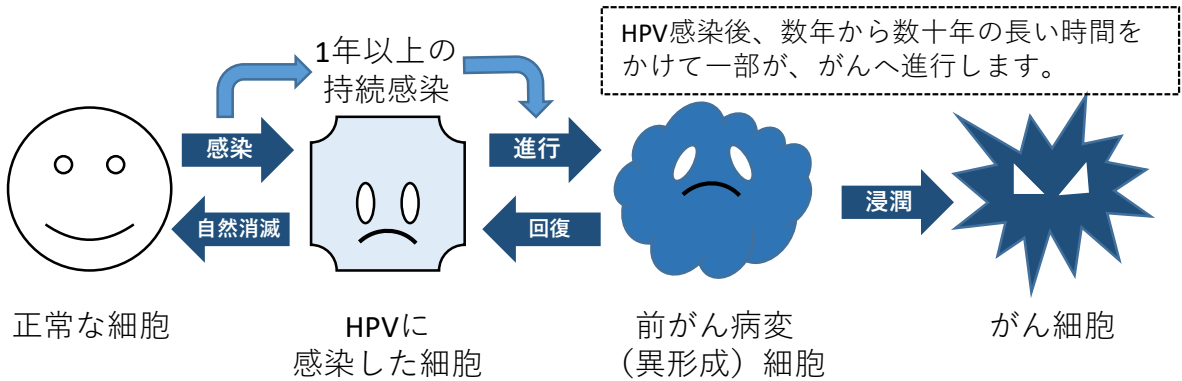 HPV感染後、数年から数十年の長い時間を
かけて一部が、がんへ進行します。
1年以上の
持続感染
感染
進行
浸潤
自然消滅
回復
正常な細胞
HPVに
感染した細胞
前がん病変
（異形成）細胞
がん細胞